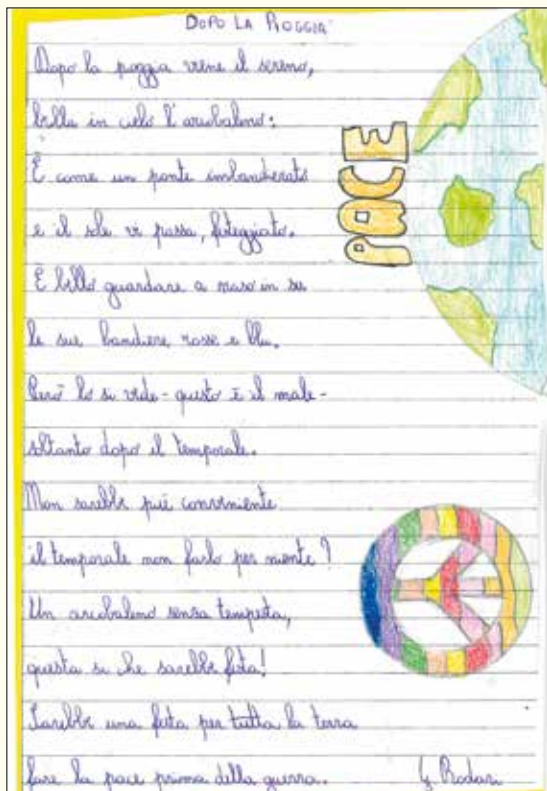 DOPO LA PIOGGIA
Dopo la pioggia viene il sereno,
brilla in cielo l'arcobaleno:
È come un ponte imbandierato
e il sole vi passa, festeggiato.
È bello guardare a naso in su
le sue bandiere rosse e blu.
Però lo si vede - questo è il male -
soltanto dopo il temporale.
Non sarebbe più conveniente
il temporale non farlo per niente?
Un arcobaleno senza tempesta,
questa si che sarebbe festa!
Sarebbe una festa per tutta la terra
fare la pace prima della guerra.
G. Rodari
PACE